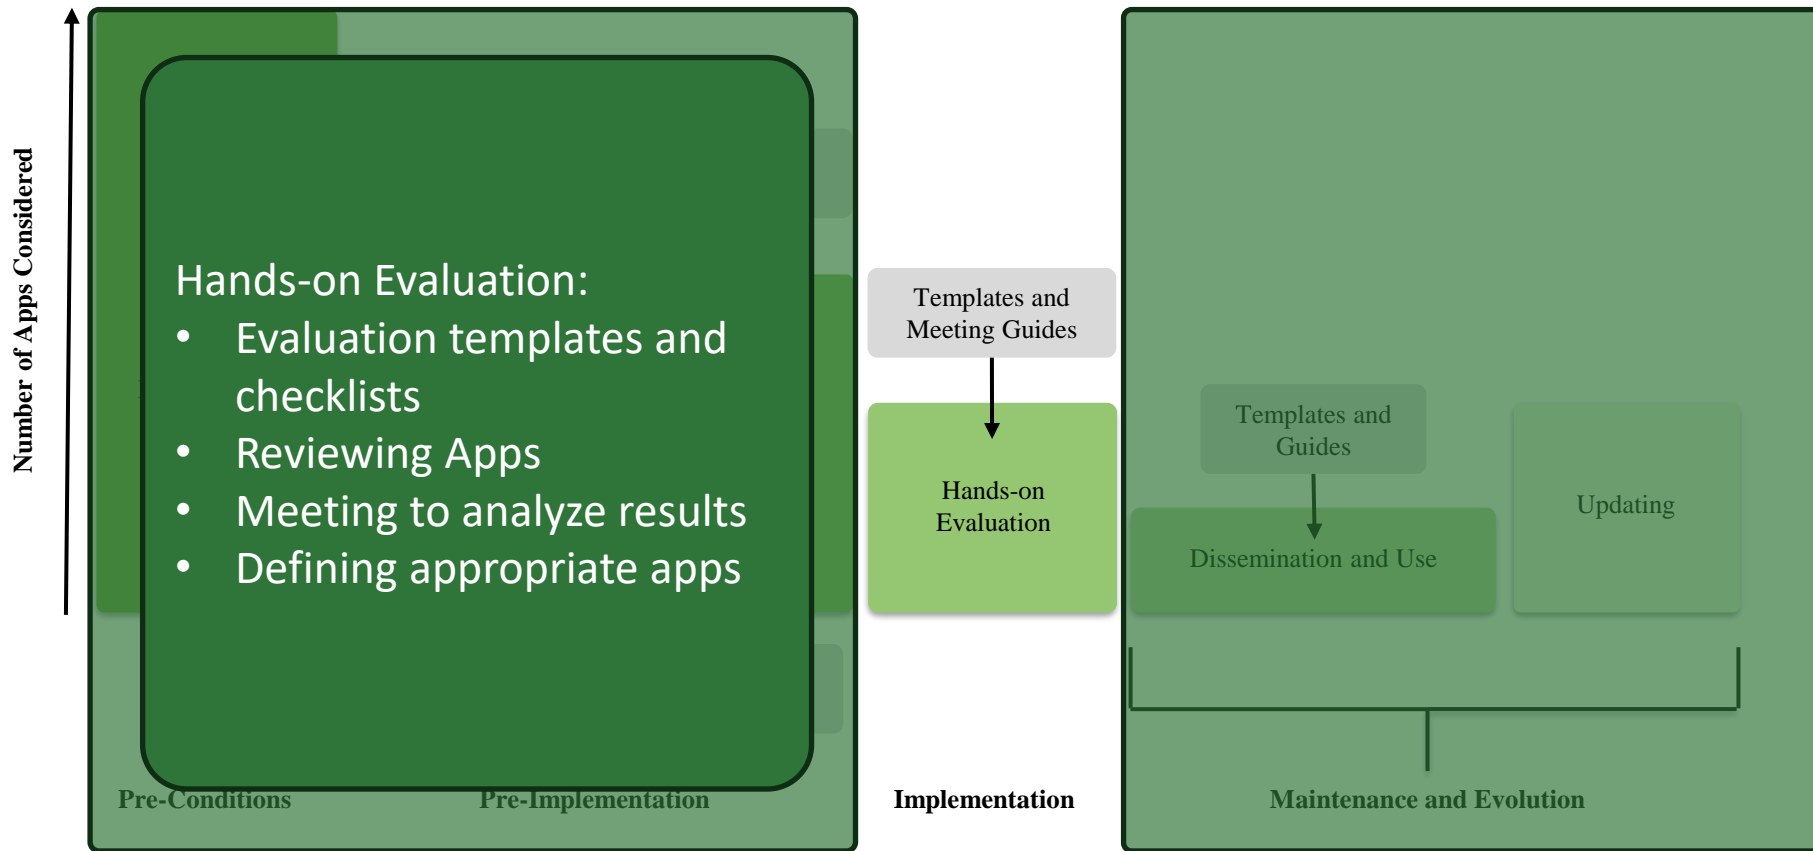 Number of Apps Considered
Hands-on Evaluation:
• Evaluation templates and
checklists
• Reviewing Apps
• Meeting to analyze results
• Defining appropriate apps
Templates and
Meeting Guides
Hands-on
Evaluation
Templates and
Guides
Dissemination and Use
Updating
Pre-Conditions
Pre-Implementation
Implementation
Maintenance and Evolution